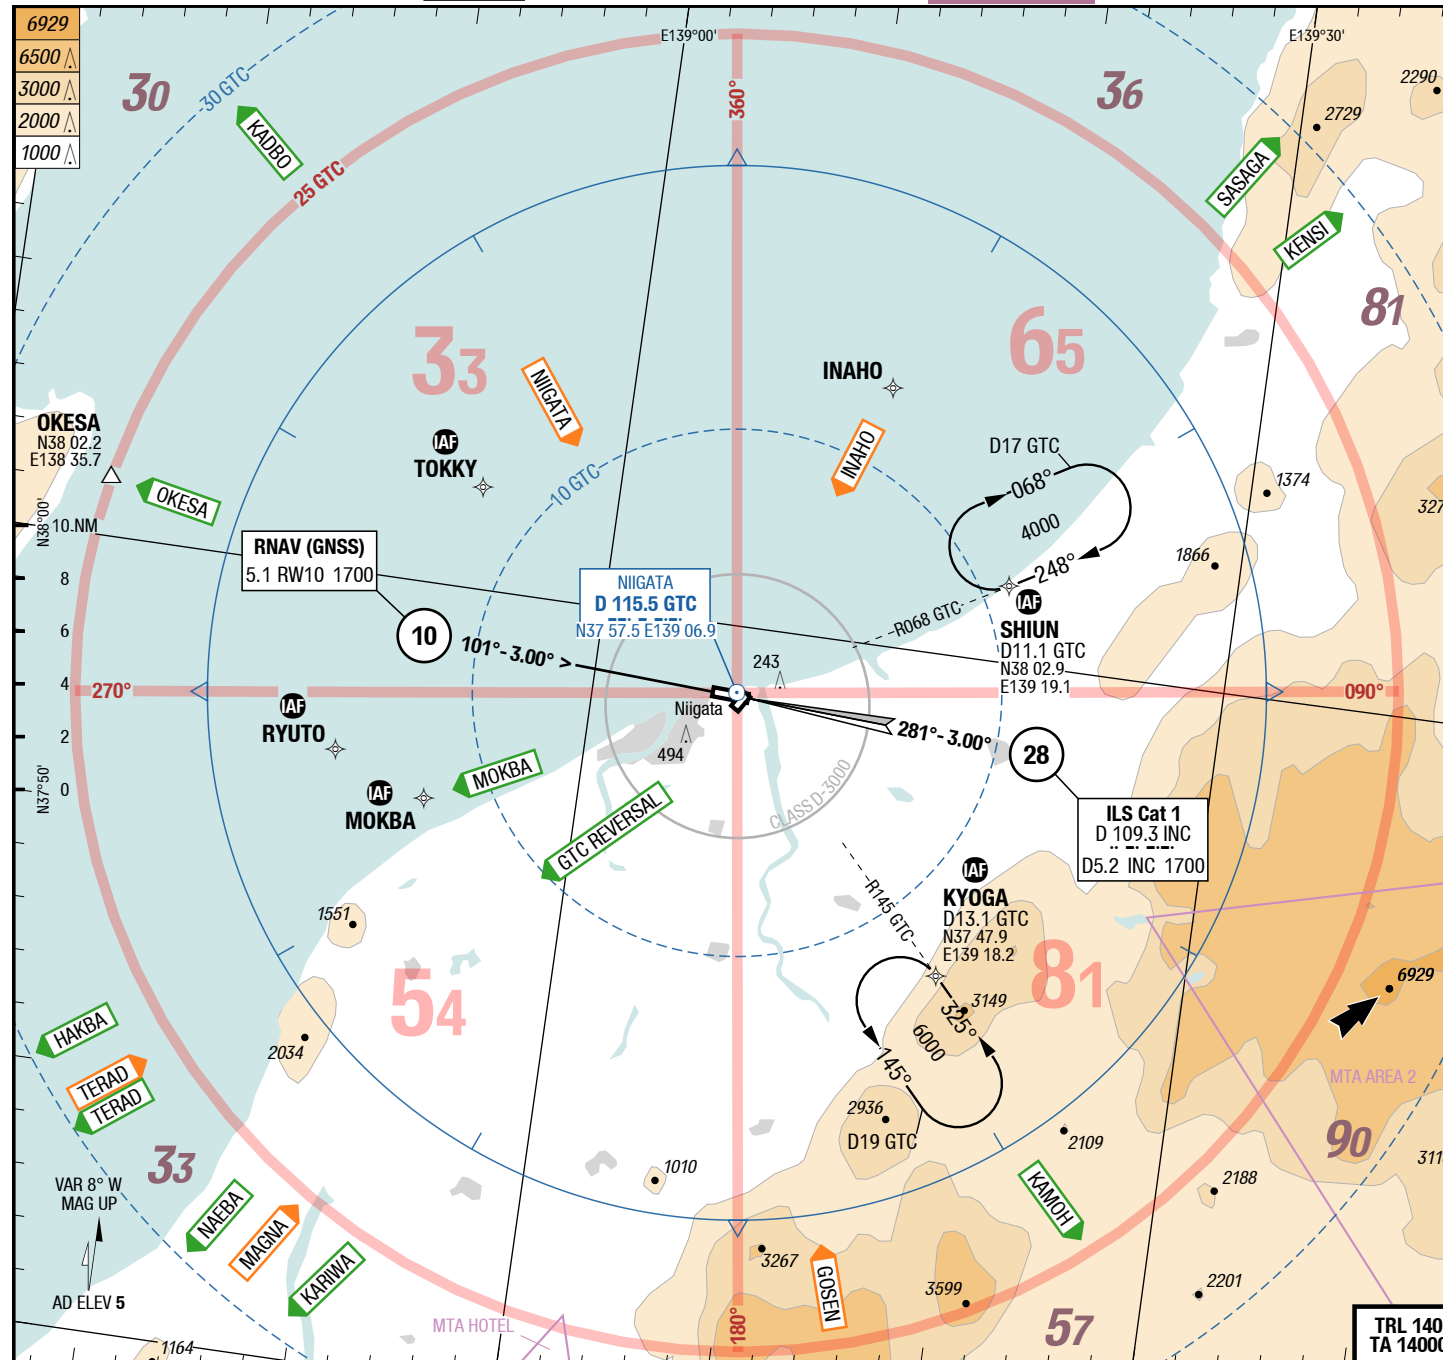 6929
6500
3000
2000
1000
30
-30 GTC-
KADBO
25 GTC
E139°00'
360°
36
E139°30'
2290
2729
SASAGA
KENSI
81
33
65
NIIGATA
INAHO
INAHO
OKESA
N38 02.2
E138 35.7
OKESA
IAF
TOKKY
-10 GTC-
D17 GTC
-068°
4000
248°
1374
327
1866
N38°00'
10 NM
8
6
4
2
0
N37°50'
RNAV (GNSS)
5.1 RW10 1700
10
101°- 3.00° >
NIIGATA
D 115.5 GTC
N37 57.5 E139 06.9
-R068 GTC-
IAF
SHIUN
D11.1 GTC
N38 02.9
E139 19.1
243
270°
090°
Niigata
494
281°- 3.00°
28
IAF
RYUTO
IAF
MOKBA
MOKBA
GTC REVERSAL
CLASS D-3000
ILS Cat 1
D 109.3 INC
D5.2 INC 1700
-R145 GTC
IAF
KYOGA
D13.1 GTC
N37 47.9
E139 18.2
1551
54
81
3149
325°
6000
145°
6929
2034
HAKBA
TERAD
TERAD
MTA AREA 2
2936
D19 GTC
2109
90
311
33
VAR 8° W
MAG UP
AD ELEV 5
NAEBA
MAGNA
KARIWA
1010
KAMOH
2188
3267
GOSEN
3599
2201
57
MTA HOTEL
180°
1164
TRL 140
TA 14000